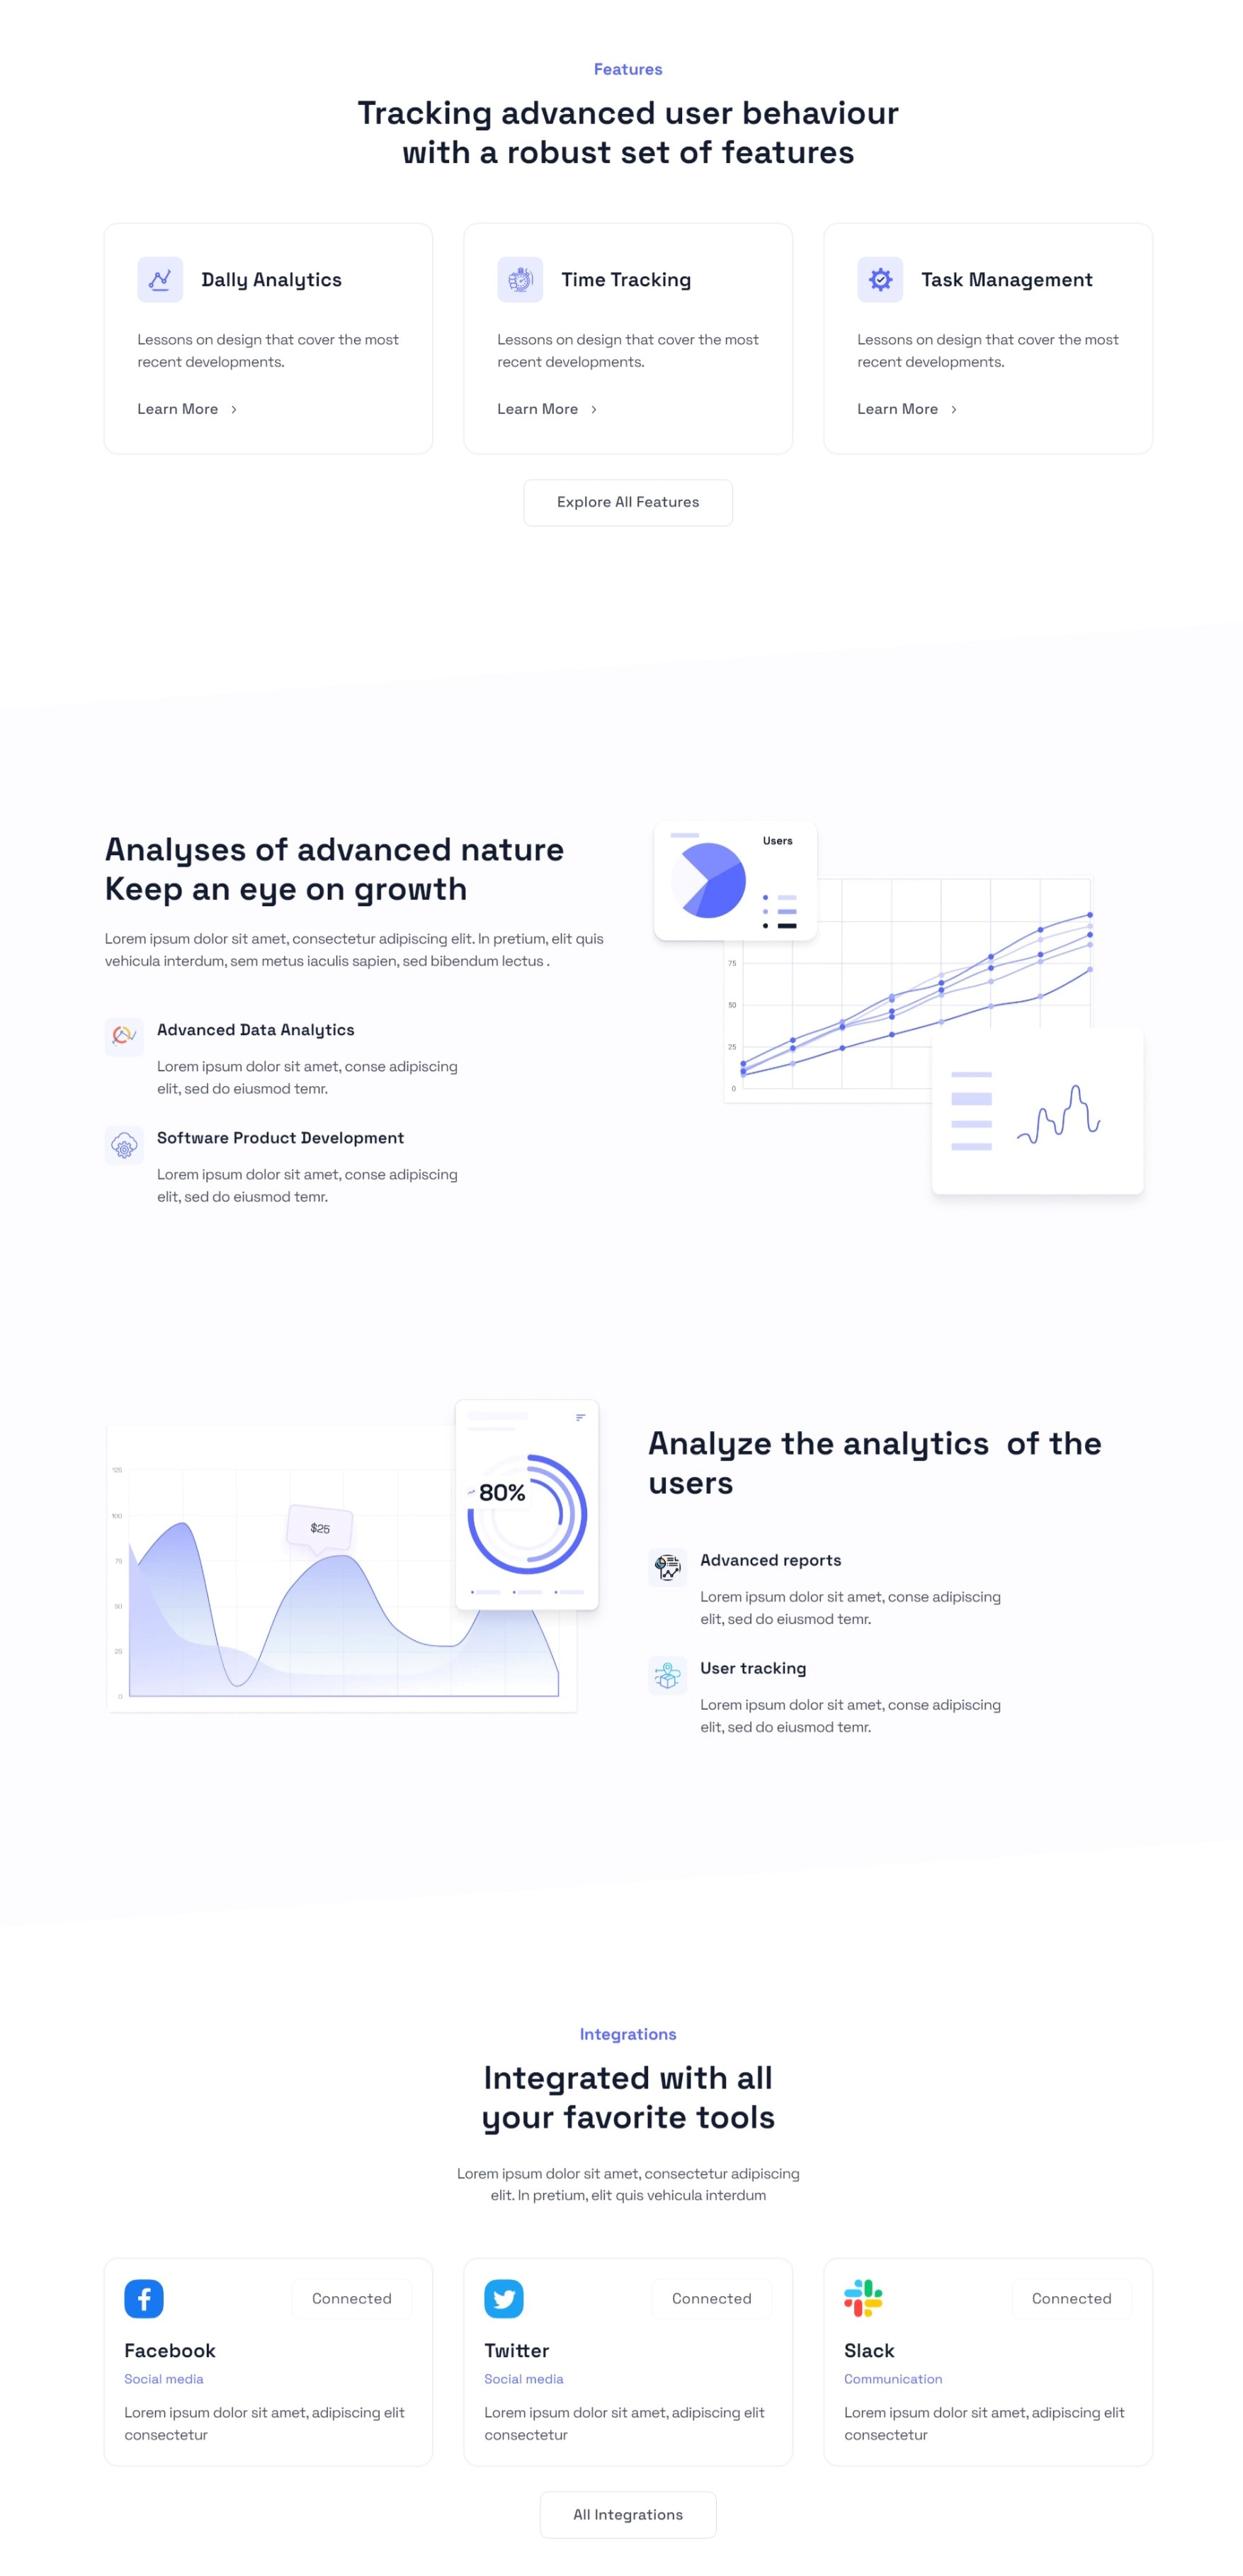 Features
Tracking advanced user behaviour
with a robust set of features
Dally Analytics
Lessons on design that cover the most
recent developments.
Learn More
Time Tracking
Lessons on design that cover the most
recent developments.
Learn More
Task Management
Lessons on design that cover the most
recent developments.
Learn More
Explore All Features
Analyses of advanced nature
Keep an eye on growth
Lorem ipsum dolor sit amet, consectetur adipiscing elit. In pretium, elit quis
vehicula interdum, sem metus iaculis sapien, sed bibendum lectus .
Advanced Data Analytics
Lorem ipsum dolor sit amet, conse adipiscing
elit, sed do eiusmod temr.
Software Product Development
Lorem ipsum dolor sit amet, conse adipiscing
elit, sed do eiusmod temr.
Users
75
50
25
0
125
100
75
50
25
0
$25
80%
Analyze the analytics  of the
users
Advanced reports
Lorem ipsum dolor sit amet, conse adipiscing
elit, sed do eiusmod temr.
User tracking
Lorem ipsum dolor sit amet, conse adipiscing
elit, sed do eiusmod temr.
Integrations
Integrated with all
your favorite tools
Lorem ipsum dolor sit amet, consectetur adipiscing
elit. In pretium, elit quis vehicula interdum
Connected
Facebook
Social media
Lorem ipsum dolor sit amet, adipiscing elit
consectetur
Connected
Twitter
Social media
Lorem ipsum dolor sit amet, adipiscing elit
consectetur
Connected
Slack
Communication
Lorem ipsum dolor sit amet, adipiscing elit
consectetur
All Integrations